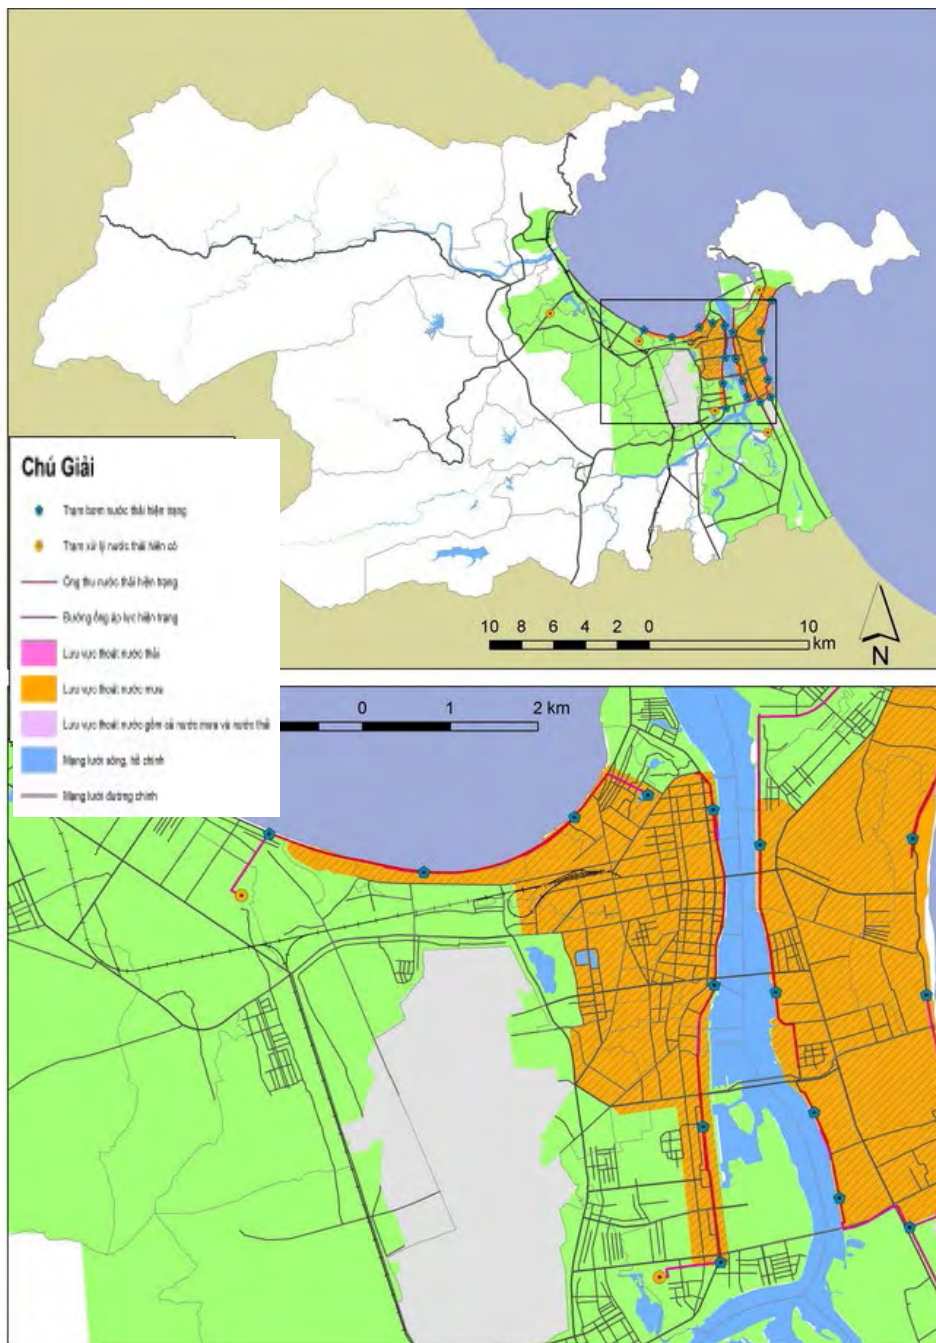 10 8 6 4 2 0 10
km
N
Chú Giải
Trạm bơm nước thải hiện trạng
Trạm xử lý nước thải hiện có
Ống thu nước thải hiện trạng
Đường ống áp lực hiện trạng
Lưu vực thoát nước thải
Lưu vực thoát nước mưa
Lưu vực thoát nước gồm cả nước mưa và nước thải
Mạng lưới sông, hồ chính
Mạng lưới đường chính
0 1 2 km